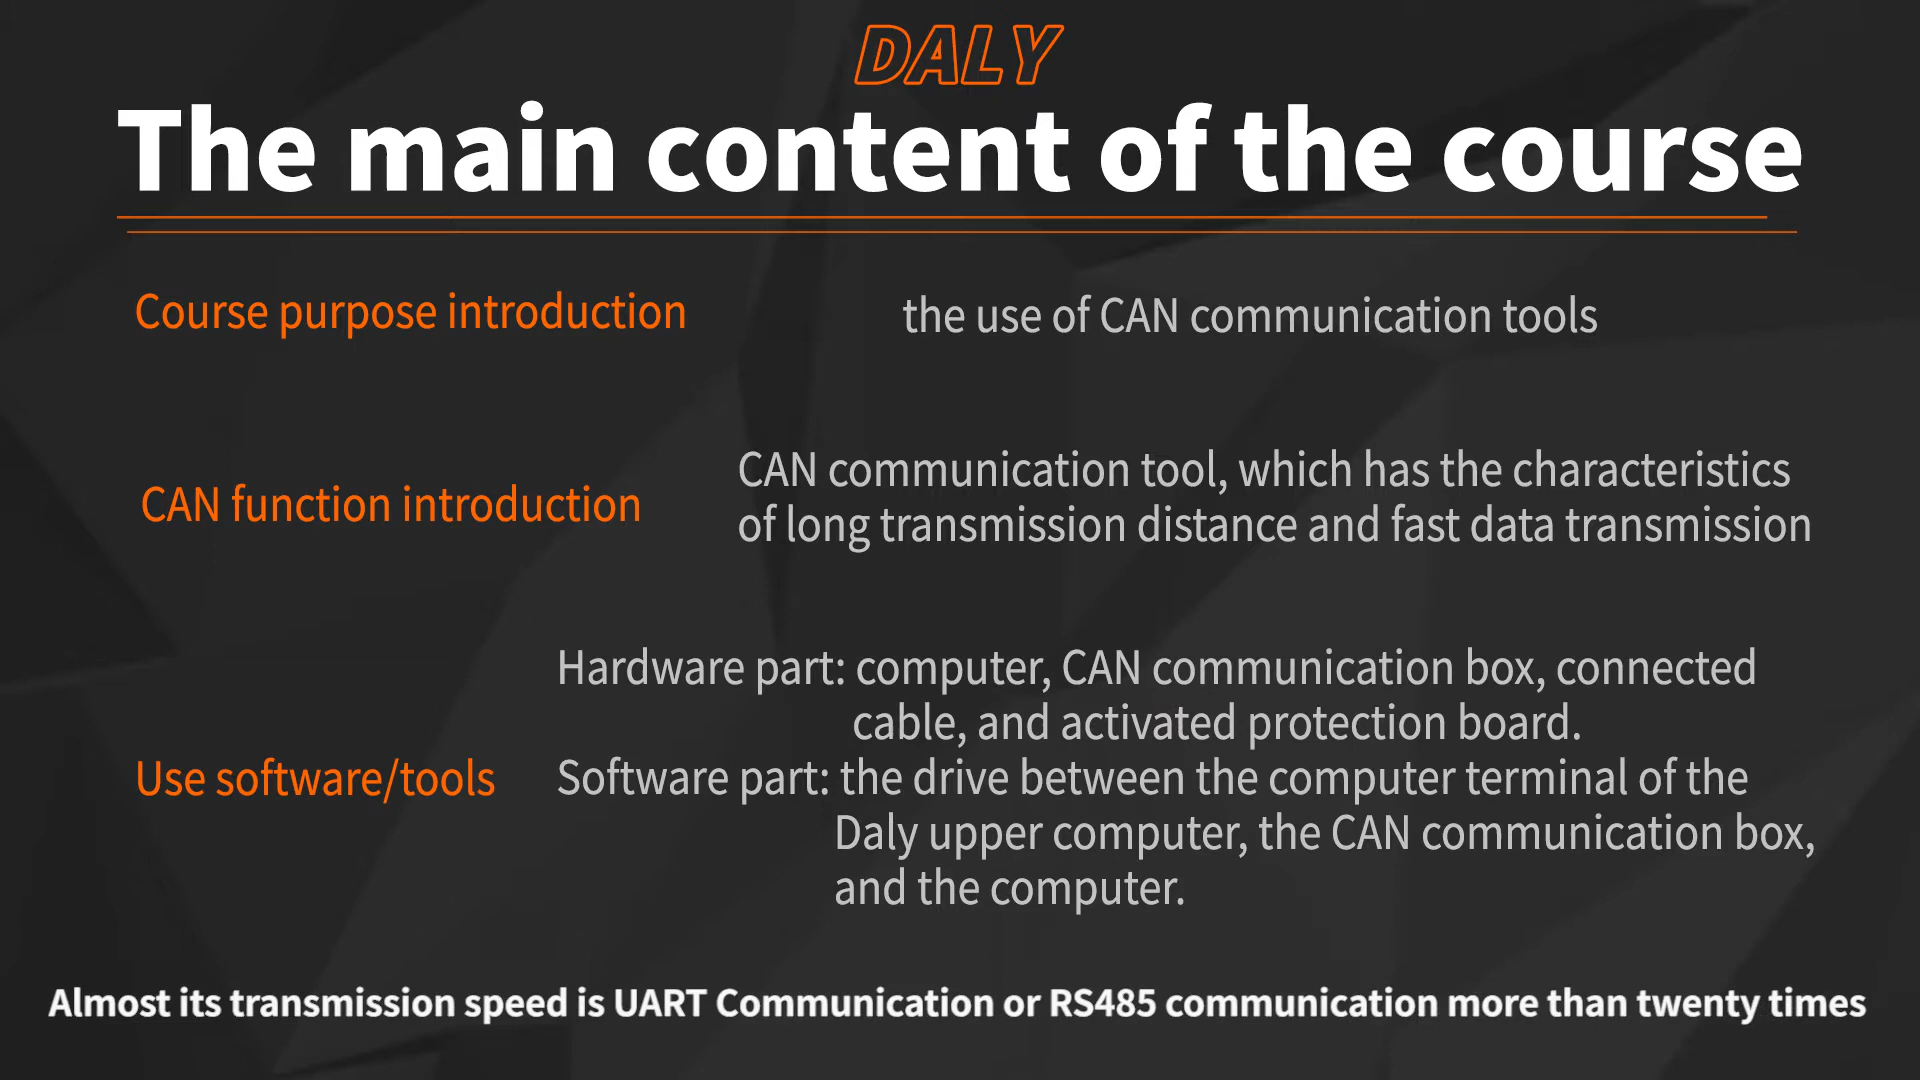 DALY
The main content of the course
Course purpose introduction
the use of CAN communication tools
CAN function introduction
CAN communication tool, which has the characteristics
of long transmission distance and fast data transmission
Use software/tools
Hardware part: computer, CAN communication box, connected
cable, and activated protection board.
Software part: the drive between the computer terminal of the
Daly upper computer, the CAN communication box,
and the computer.
Almost its transmission speed is UART Communication or RS485 communication more than twenty times